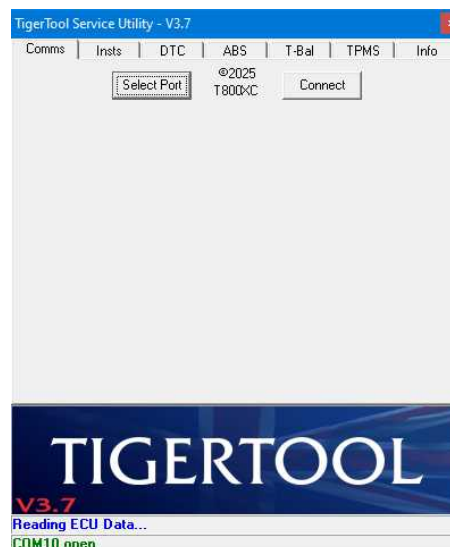 TigerTool Service Utility - V3.7
Comms Insts DTC ABS T-Bal TPMS Info
Select Port
©2025
T800XC
Connect
TIGERTOOL
V3.7
Reading ECU Data...
COM10 open